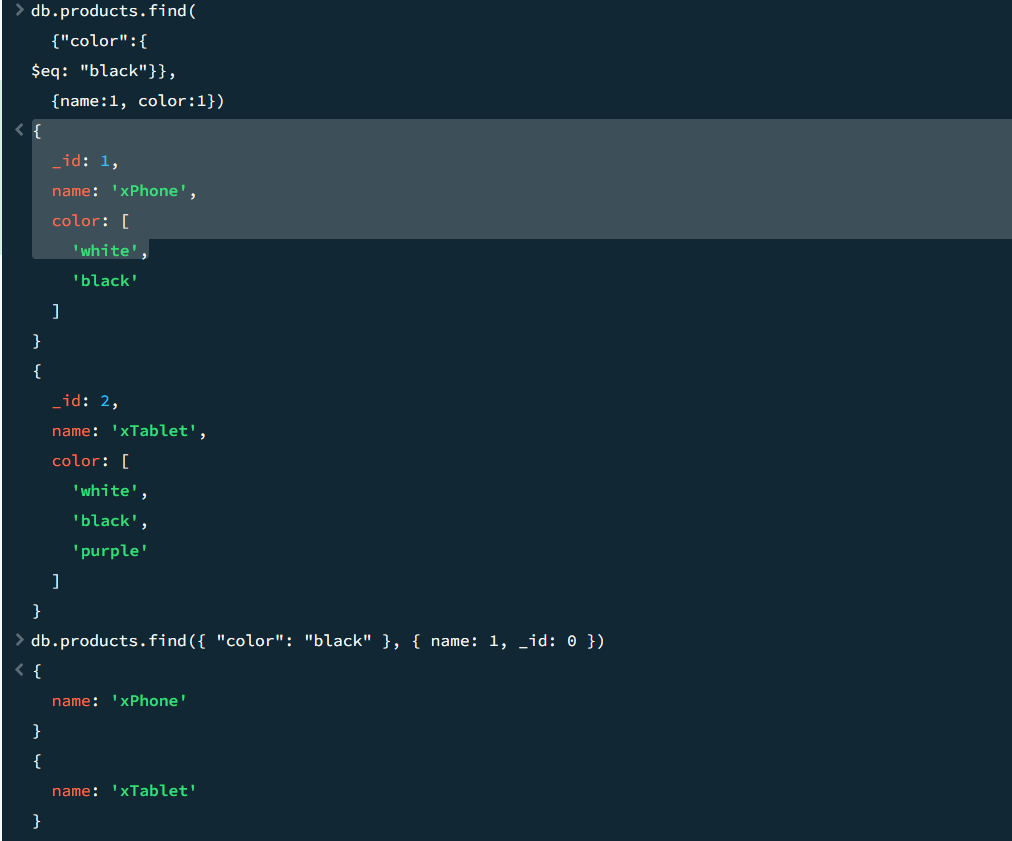 > db.products.find(
{"color":{
$eq: "black"}},
{name:1, color:1})
< {
_id: 1,
name: 'xPhone',
color: [
'white',
'black'
]
}
{
_id: 2,
name: 'xTablet',
color: [
'white',
'black',
'purple'
]
}
> db.products.find({ "color": "black" }, { name: 1, _id: 0 })
< {
name: 'xPhone'
}
{
name: 'xTablet'
}